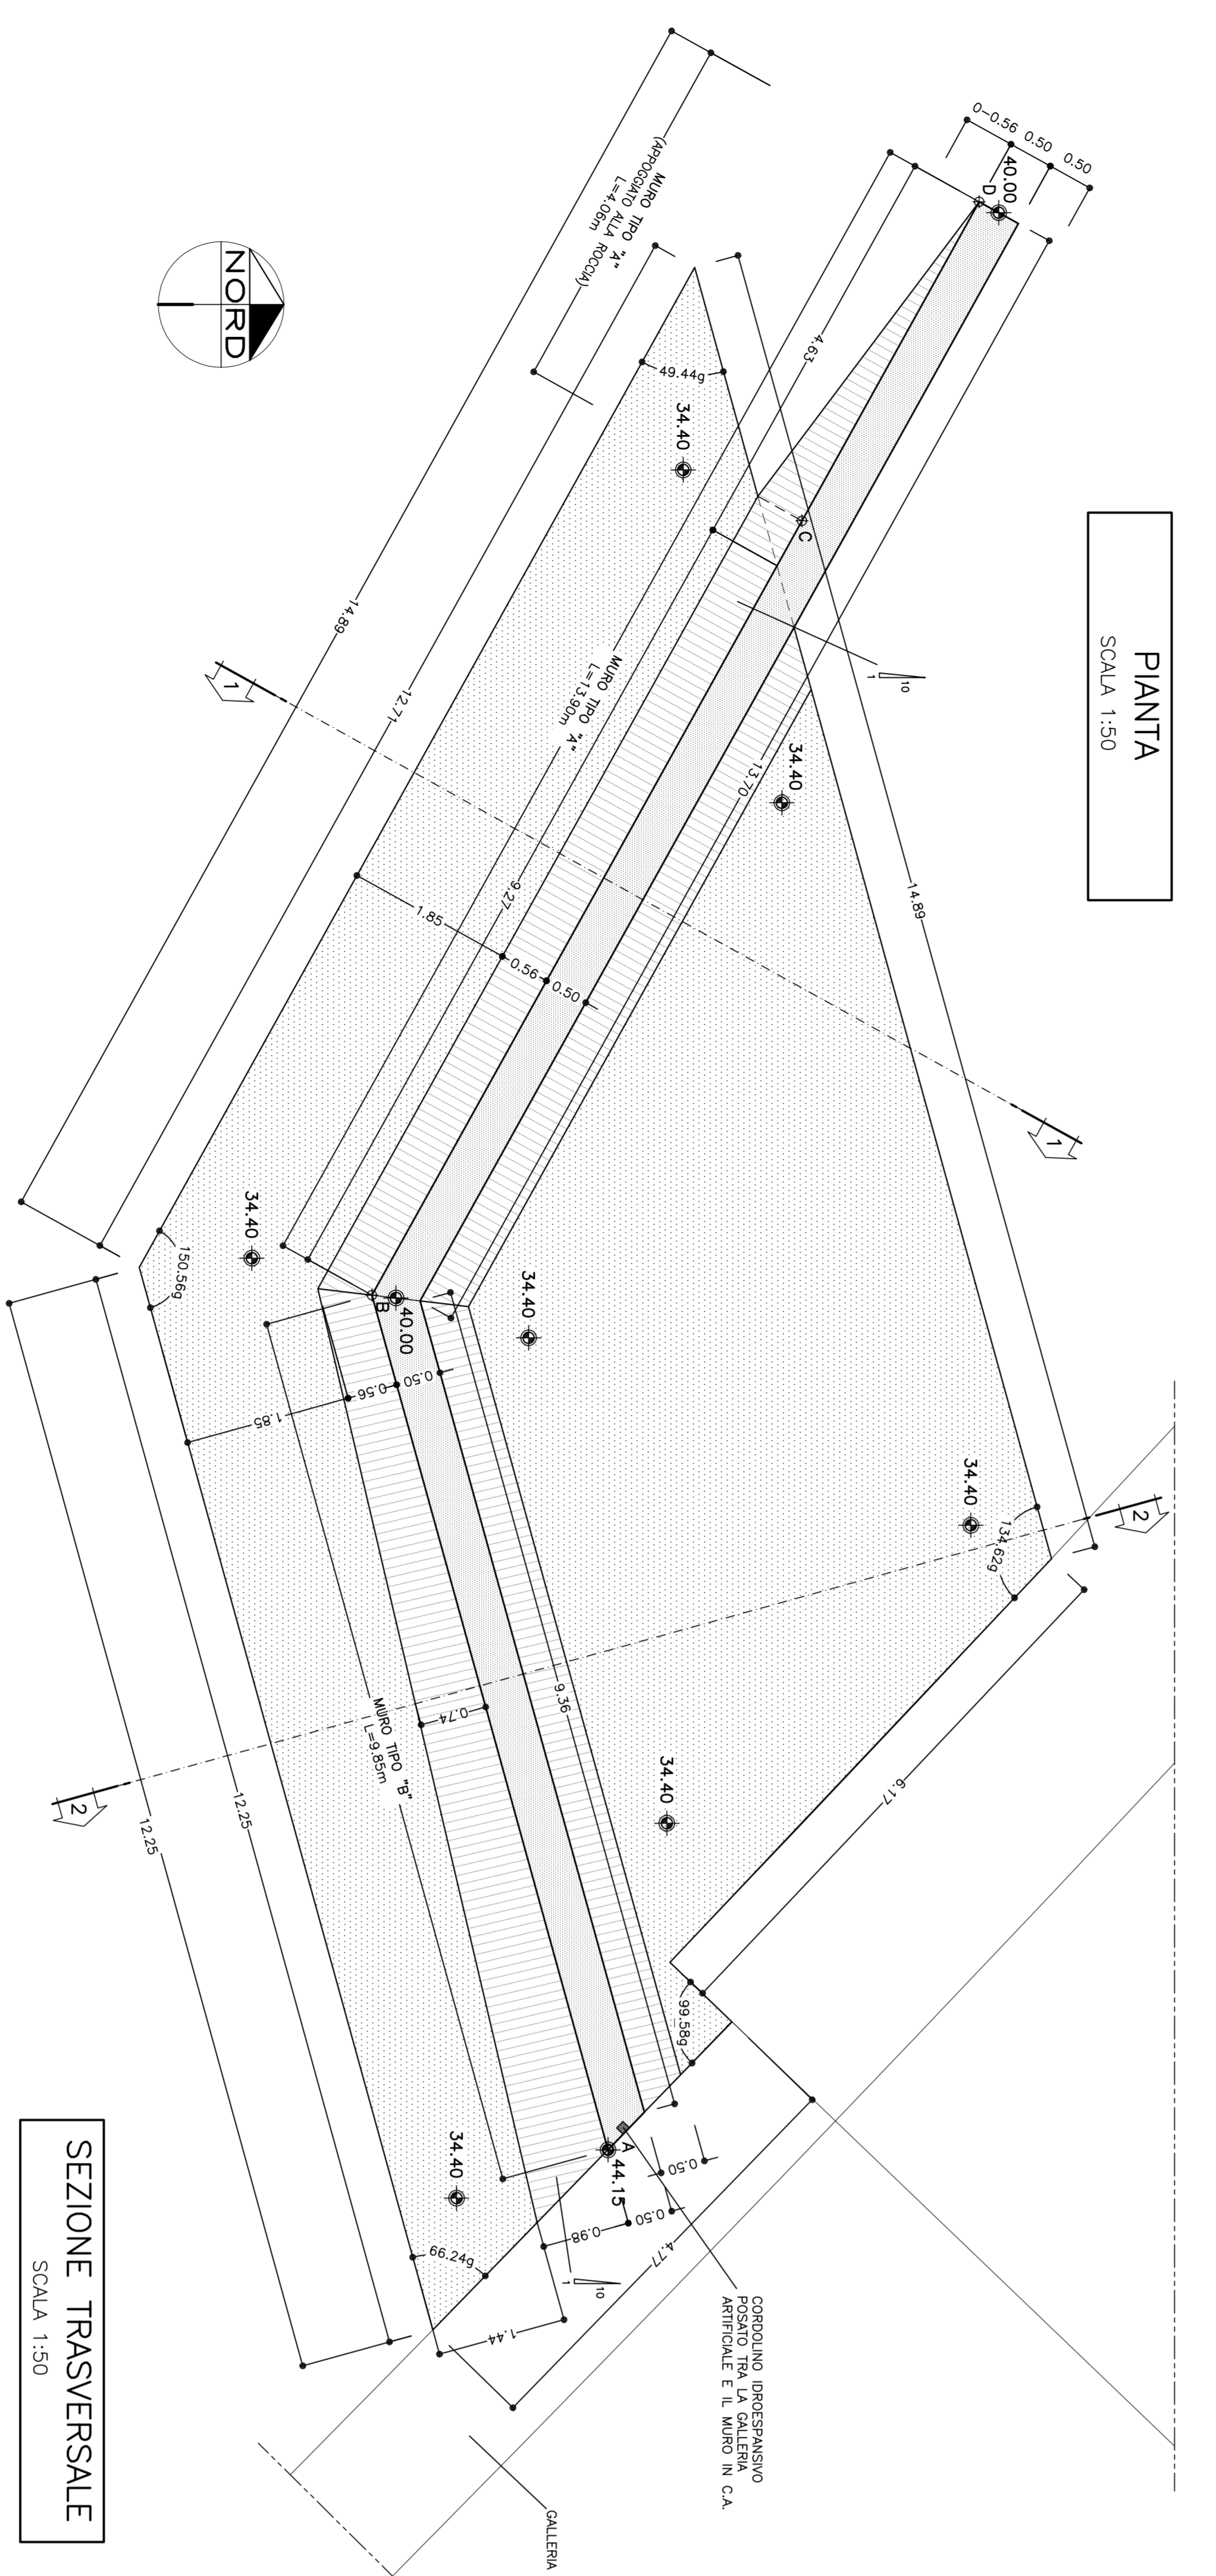 PIANTA
SCALA 1:50
0-0.56
0.50
0.50
40.00
D
MURO TIPO "A"
(APPOGGIATO ALLA ROCCIA)
L=4.06m
4.63
49.44g
34.40
NORD
C
1
10
14.89
12.71
1
MURO TIPO "A"
L=13.90m
13.70
34.40
14.89
9.27
1.85
0.56
0.50
1
34.40
150.56g
34.40
B
40.00
0.50
0.56
1.85
34.40
134.62g
2
9.36
0.74
MURO TIPO "B"
L=9.85m
34.40
6.17
2
12.25
12.25
99.58g
A
44.15
0.50
0.50
0.98
34.40
66.24g
1
10
4.77
1.44
CORDOLINO IDROESPANSIVO
POSATO TRA LA GALLERIA
ARTIFICIALE E IL MURO IN C.A.
GALLERIA
SEZIONE TRASVERSALE
SCALA 1:50